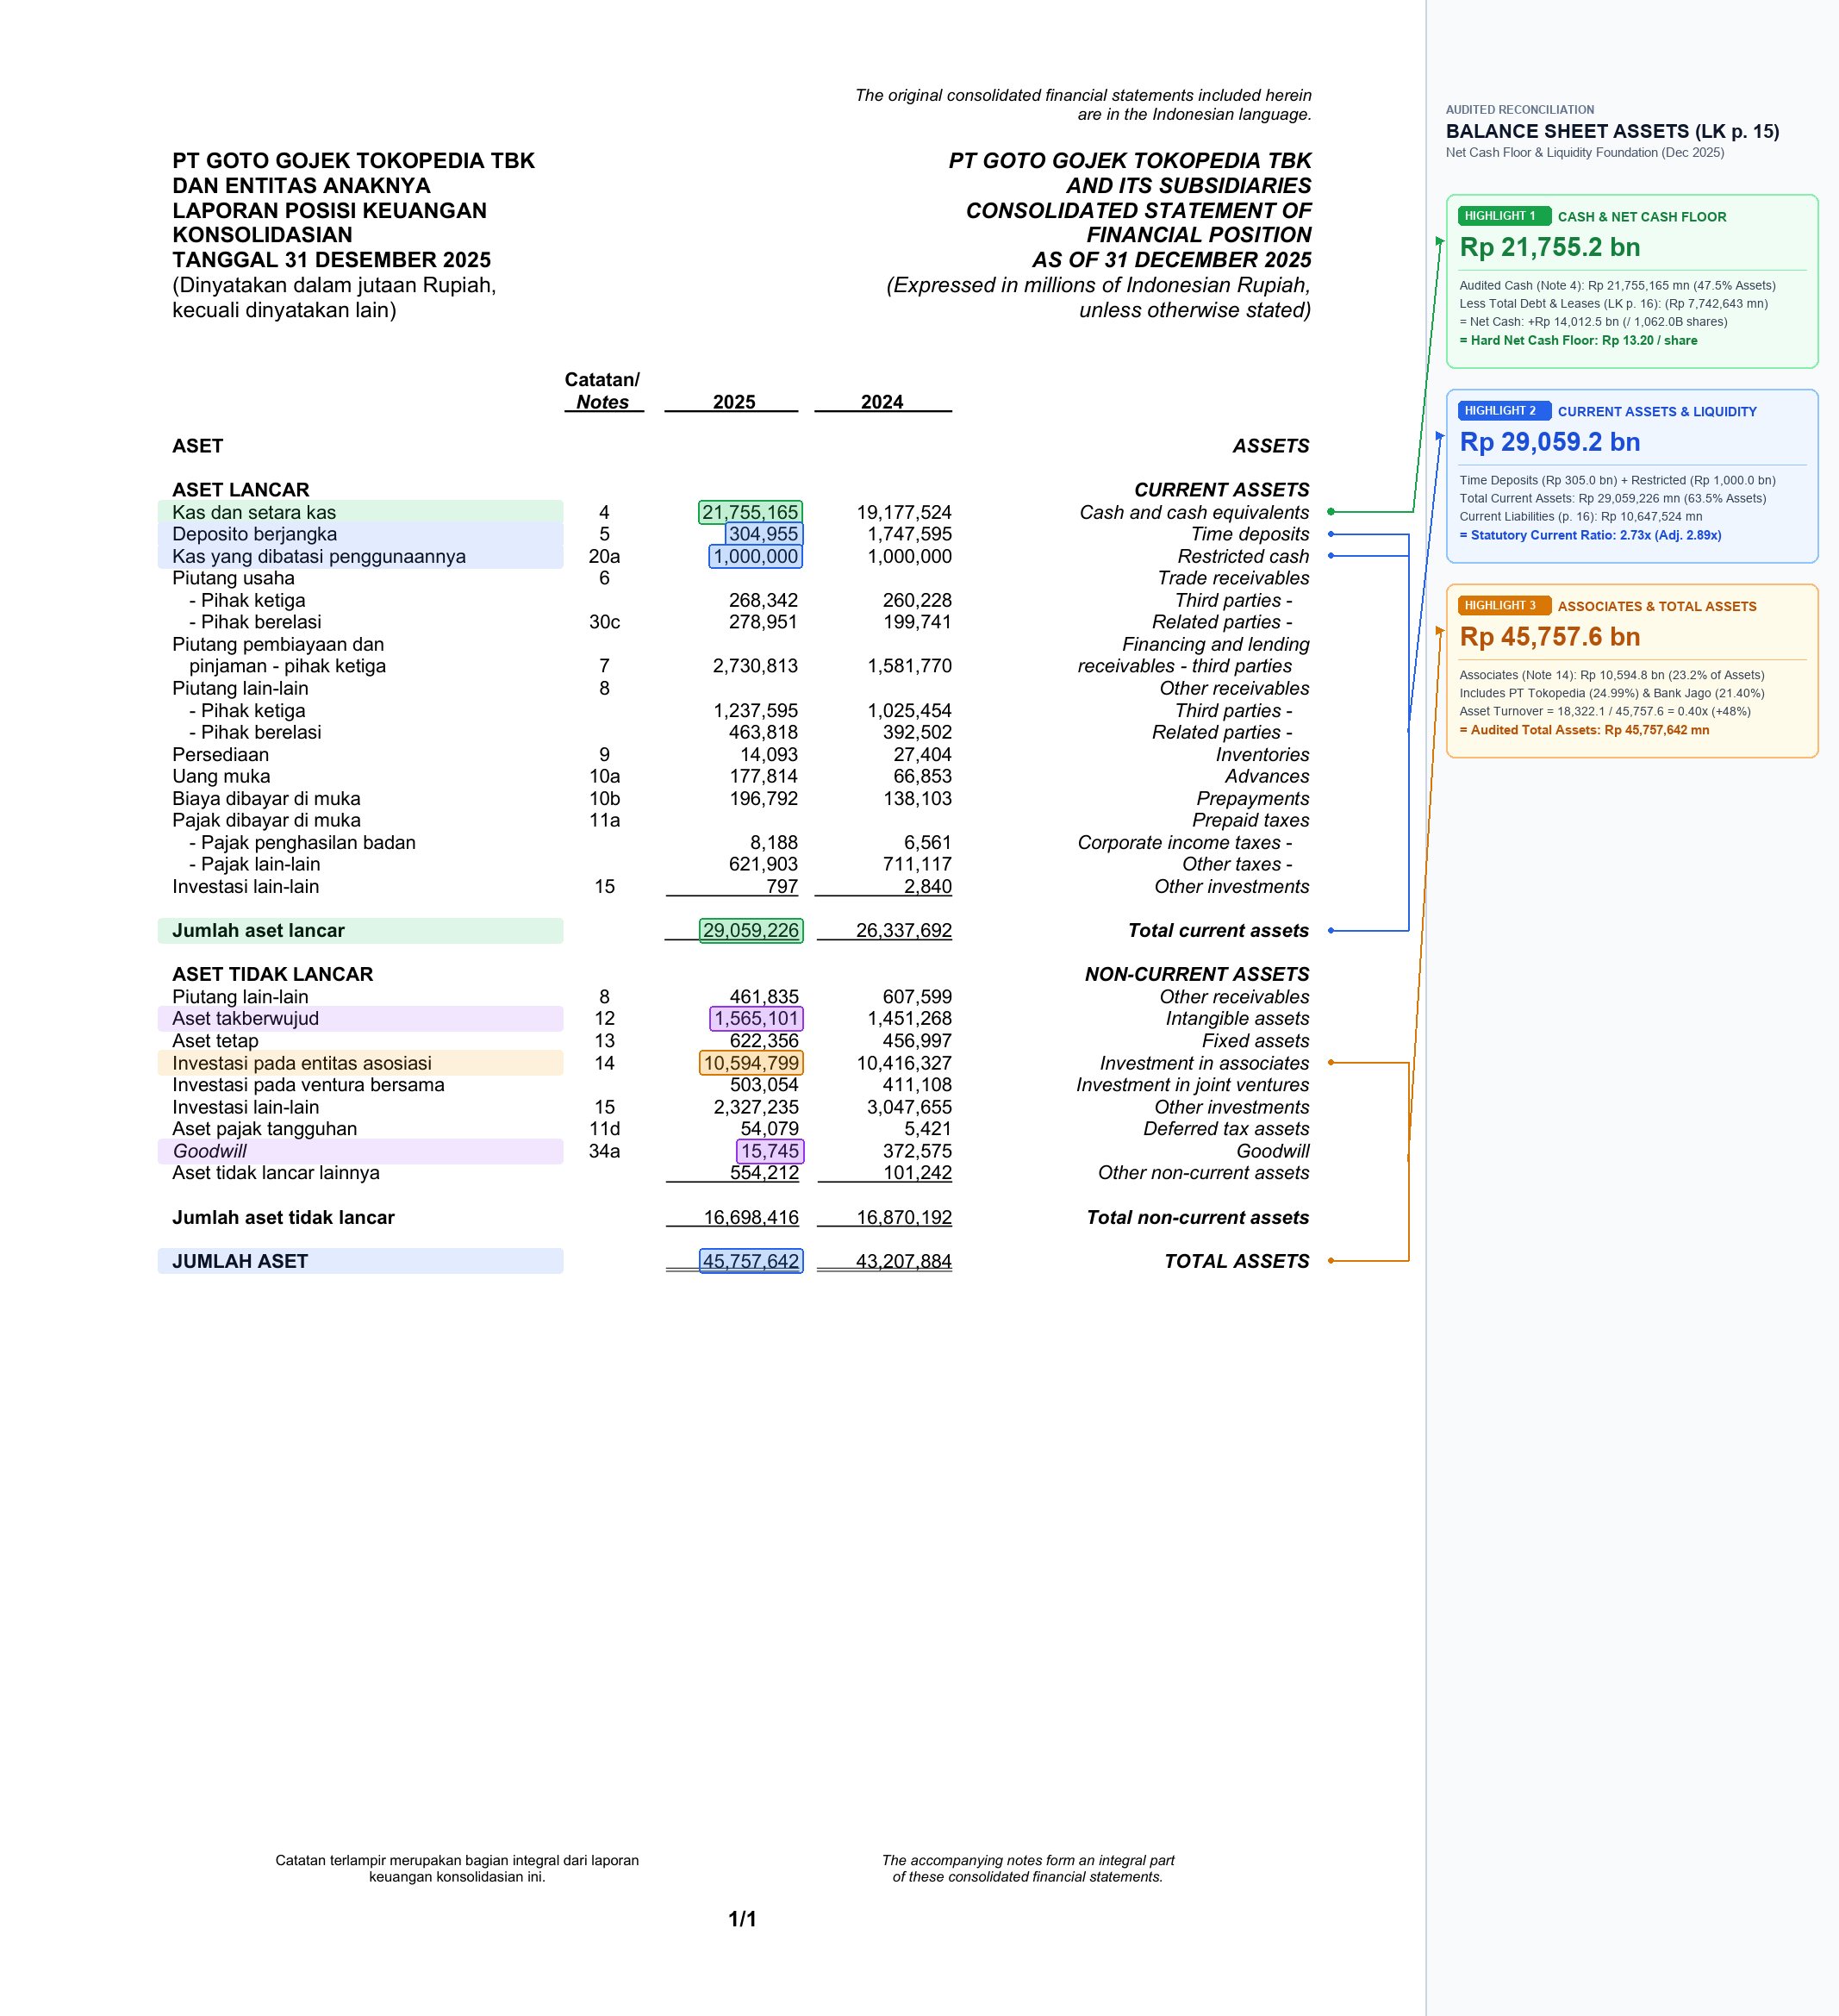 The original consolidated financial statements included herein
are in the Indonesian language.
PT GOTO GOJEK TOKOPEDIA TBK
DAN ENTITAS ANAKNYA
LAPORAN POSISI KEUANGAN
KONSOLIDASIAN
TANGGAL 31 DESEMBER 2025
(Dinyatakan dalam jutaan Rupiah,
kecuali dinyatakan lain)
PT GOTO GOJEK TOKOPEDIA TBK
AND ITS SUBSIDIARIES
CONSOLIDATED STATEMENT OF
FINANCIAL POSITION
AS OF 31 DECEMBER 2025
(Expressed in millions of Indonesian Rupiah,
unless otherwise stated)
Catatan/
Notes 2025 2024
ASET ASSETS
ASET LANCAR CURRENT ASSETS
Kas dan setara kas 4 21,755,165 19,177,524 Cash and cash equivalents
Deposito berjangka 5 304,955 1,747,595 Time deposits
Kas yang dibatasi penggunaannya 20a 1,000,000 1,000,000 Restricted cash
Piutang usaha 6 Trade receivables
- Pihak ketiga 268,342 260,228 Third parties -
- Pihak berelasi 30c 278,951 199,741 Related parties -
Piutang pembiayaan dan Financing and lending
pinjaman - pihak ketiga 7 2,730,813 1,581,770 receivables - third parties
Piutang lain-lain 8 Other receivables
- Pihak ketiga 1,237,595 1,025,454 Third parties -
- Pihak berelasi 463,818 392,502 Related parties -
Persediaan 9 14,093 27,404 Inventories
Uang muka 10a 177,814 66,853 Advances
Biaya dibayar di muka 10b 196,792 138,103 Prepayments
Pajak dibayar di muka 11a Prepaid taxes
- Pajak penghasilan badan 8,188 6,561 Corporate income taxes -
- Pajak lain-lain 621,903 711,117 Other taxes -
Investasi lain-lain 15 797 2,840 Other investments
Jumlah aset lancar 29,059,226 26,337,692 Total current assets
ASET TIDAK LANCAR NON-CURRENT ASSETS
Piutang lain-lain 8 461,835 607,599 Other receivables
Aset takberwujud 12 1,565,101 1,451,268 Intangible assets
Aset tetap 13 622,356 456,997 Fixed assets
Investasi pada entitas asosiasi 14 10,594,799 10,416,327 Investment in associates
Investasi pada ventura bersama 503,054 411,108 Investment in joint ventures
Investasi lain-lain 15 2,327,235 3,047,655 Other investments
Aset pajak tangguhan 11d 54,079 5,421 Deferred tax assets
Goodwill 34a 15,745 372,575 Goodwill
Aset tidak lancar lainnya 554,212 101,242 Other non-current assets
Jumlah aset tidak lancar 16,698,416 16,870,192 Total non-current assets
JUMLAH ASET 45,757,642 43,207,884 TOTAL ASSETS
Catatan terlampir merupakan bagian integral dari laporan
keuangan konsolidasian ini.
The accompanying notes form an integral part
of these consolidated financial statements.
1/1
AUDITED RECONCILIATION
BALANCE SHEET ASSETS (LK p. 15)
Net Cash Floor & Liquidity Foundation (Dec 2025)
HIGHLIGHT 1 CASH & NET CASH FLOOR
Rp 21,755.2 bn
Audited Cash (Note 4): Rp 21,755,165 mn (47.5% Assets)
Less Total Debt & Leases (LK p. 16): (Rp 7,742,643 mn)
= Net Cash: +Rp 14,012.5 bn (/ 1,062.0B shares)
= Hard Net Cash Floor: Rp 13.20 / share
HIGHLIGHT 2 CURRENT ASSETS & LIQUIDITY
Rp 29,059.2 bn
Time Deposits (Rp 305.0 bn) + Restricted (Rp 1,000.0 bn)
Total Current Assets: Rp 29,059,226 mn (63.5% Assets)
Current Liabilities (p. 16): Rp 10,647,524 mn
= Statutory Current Ratio: 2.73x (Adj. 2.89x)
HIGHLIGHT 3 ASSOCIATES & TOTAL ASSETS
Rp 45,757.6 bn
Associates (Note 14): Rp 10,594.8 bn (23.2% of Assets)
Includes PT Tokopedia (24.99%) & Bank Jago (21.40%)
Asset Turnover = 18,322.1 / 45,757.6 = 0.40x (+48%)
= Audited Total Assets: Rp 45,757,642 mn